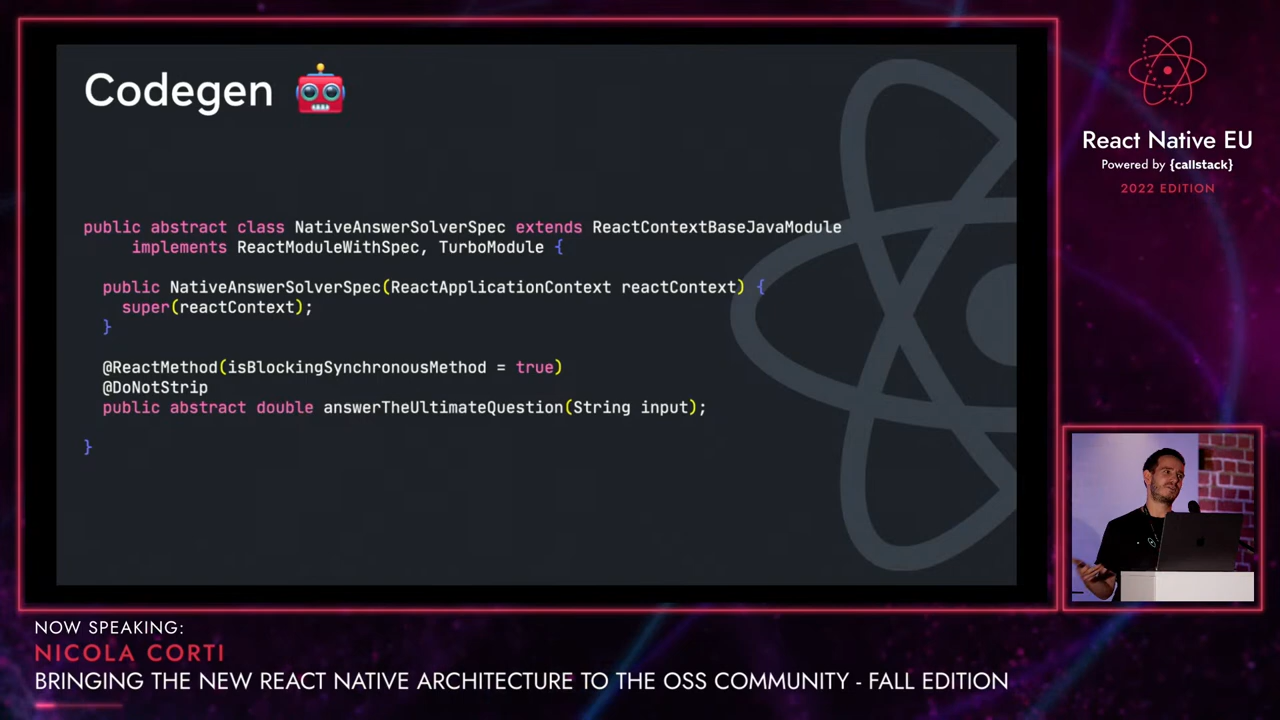 Codegen
public abstract class NativeAnswerSolverSpec extends ReactContextBaseJavaModule
implements ReactModuleWithSpec, TurboModule {
public NativeAnswerSolverSpec(ReactApplicationContext reactContext) {
super(reactContext);
}
@ReactMethod(isBlockingSynchronousMethod = true)
@DoNotStrip
public abstract double answerTheUltimateQuestion(String input);
}
React Native EU
Powered by {callstack}
2022 EDITION
NOW SPEAKING:
NICOLA CORTI
BRINGING THE NEW REACT NATIVE ARCHITECTURE TO THE OSS COMMUNITY - FALL EDITION